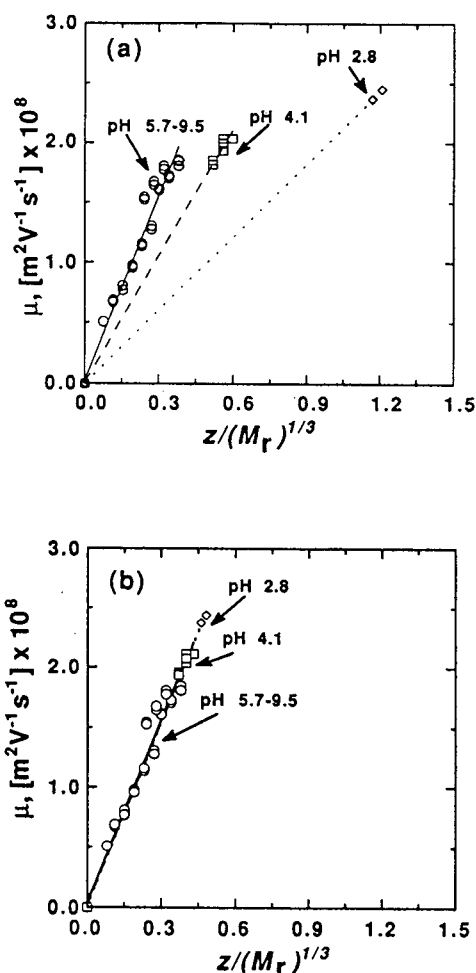 (a)
3.0
2.0
1.0
0.0
μ, [m²V⁻¹s⁻¹] x 10⁸
pH 2.8
pH 5.7-9.5
pH 4.1
0.0 0.3 0.6 0.9 1.2 1.5
z/(Mr)^1/3
(b)
3.0
2.0
1.0
0.0
μ, [m²V⁻¹s⁻¹] x 10⁸
pH 2.8
pH 4.1
pH 5.7-9.5
0.0 0.3 0.6 0.9 1.2 1.5
z/(Mr)^1/3